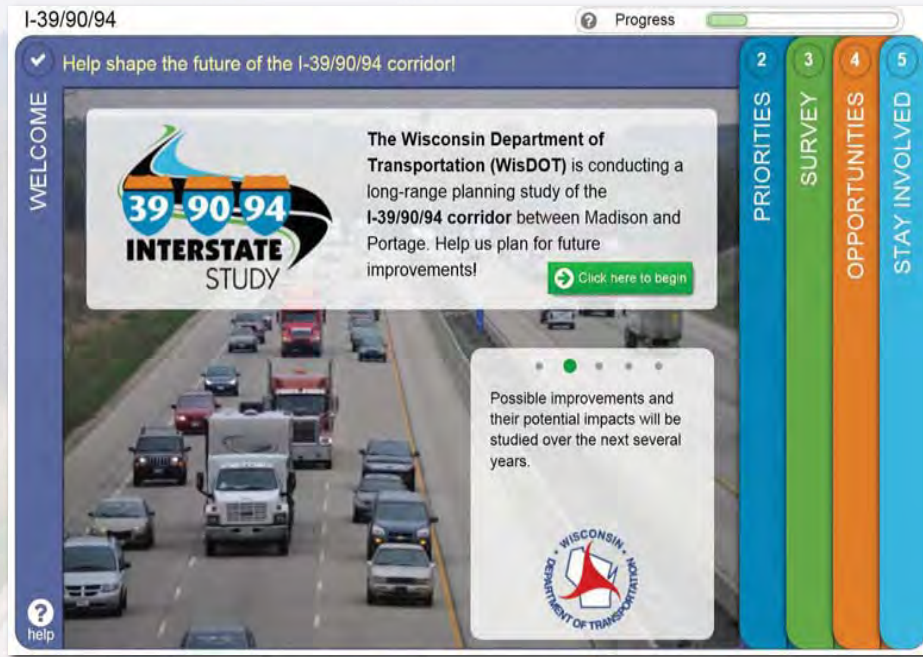 I-39/90/94
Progress
Help shape the future of the I-39/90/94 corridor!
WELCOME
39 90 94
INTERSTATE
STUDY
The Wisconsin Department of
Transportation (WisDOT) is conducting a
long-range planning study of the
I-39/90/94 corridor between Madison and
Portage. Help us plan for future
improvements!
Click here to begin
Possible improvements and
their potential impacts will be
studied over the next several
years.
WISCONSIN
DEPARTMENT OF TRANSPORTATION
? help
2 PRIORITIES
3 SURVEY
4 OPPORTUNITIES
5 STAY INVOLVED